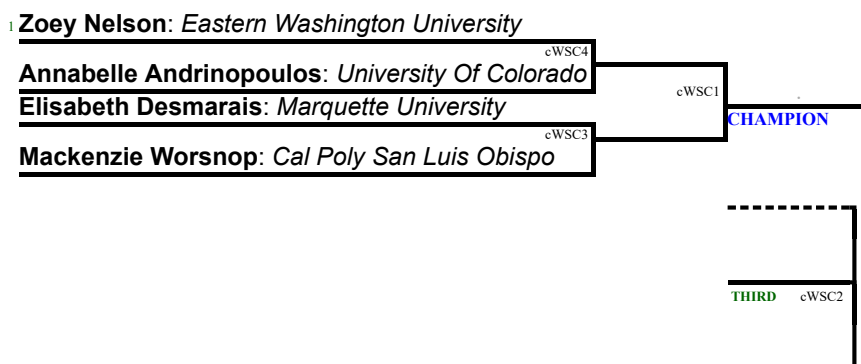 1 Zoey Nelson: Eastern Washington University
cWSC4
Annabelle Andrinopoulos: University Of Colorado
cWSC1
Elisabeth Desmarais: Marquette University
CHAMPION
cWSC3
Mackenzie Worsnop: Cal Poly San Luis Obispo
THIRD cWSC2